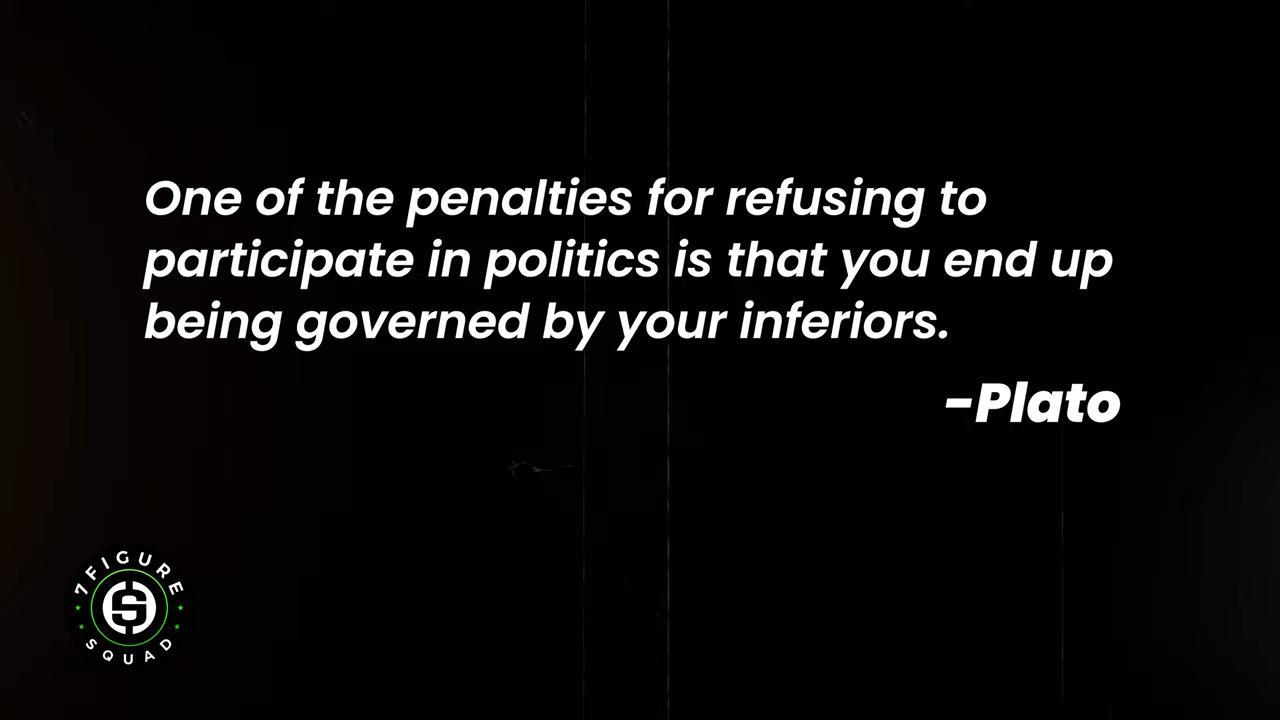 One of the penalties for refusing to
participate in politics is that you end up
being governed by your inferiors.
-Plato
7FIGURE
SQUAD